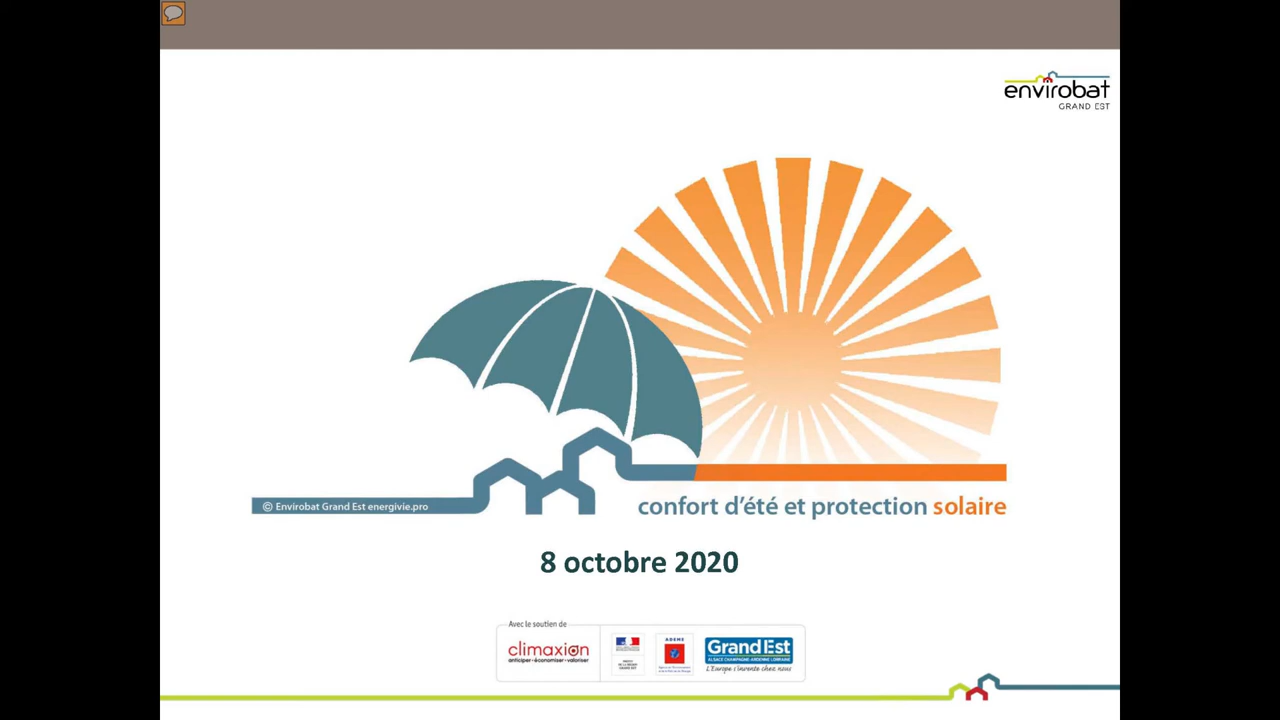 envirobat
GRAND EST
© Envirobat Grand Est energivie.pro
confort d'été et protection solaire
8 octobre 2020
Avec le soutien de
climaxion
anticiper • économiser • valoriser
ADEME
Grand Est
ALSACE CHAMPAGNE-ARDENNE LORRAINE
L'Europe s'invente chez nous